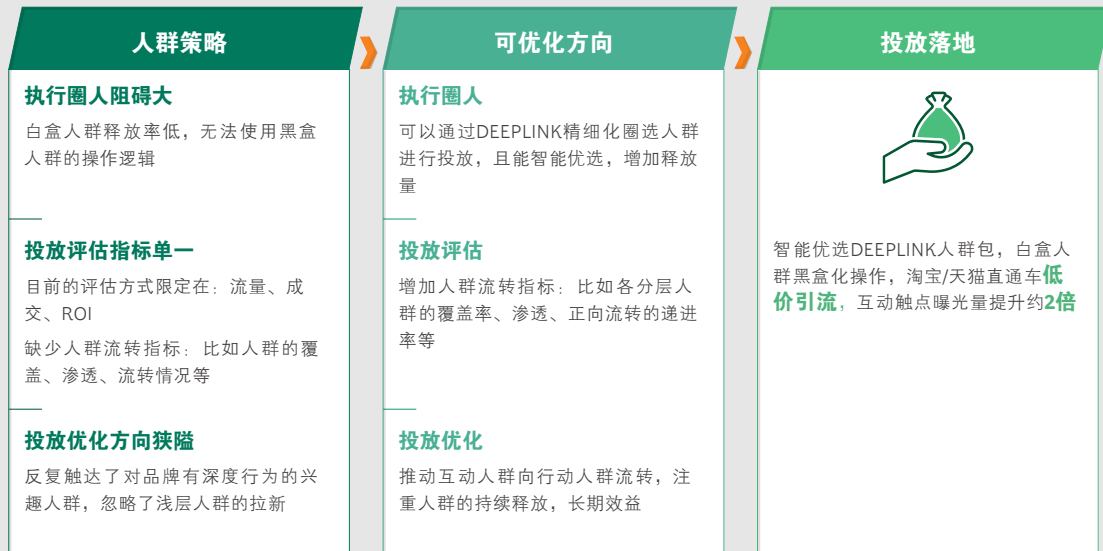 人群策略
执行圈人阻碍大
白盒人群释放率低，无法使用黑盒
人群的操作逻辑
投放评估指标单一
目前的评估方式限定在：流量、成
交、ROI
缺少人群流转指标：比如人群的覆
盖、渗透、流转情况等
投放优化方向狭隘
反复触达了对品牌有深度行为的兴
趣人群，忽略了浅层人群的拉新
可优化方向
执行圈人
可以通过DEEPLINK精细化圈选人群
进行投放，且能智能优选，增加释放
量
投放评估
增加人群流转指标：比如各分层人
群的覆盖率、渗透、正向流转的递进
率等
投放优化
推动互动人群向行动人群流转，注
重人群的持续释放，长期效益
投放落地
智能优选DEEPLINK人群包，白盒人
群黑盒化操作，淘宝/天猫直通车低
价引流，互动触点曝光量提升约2倍